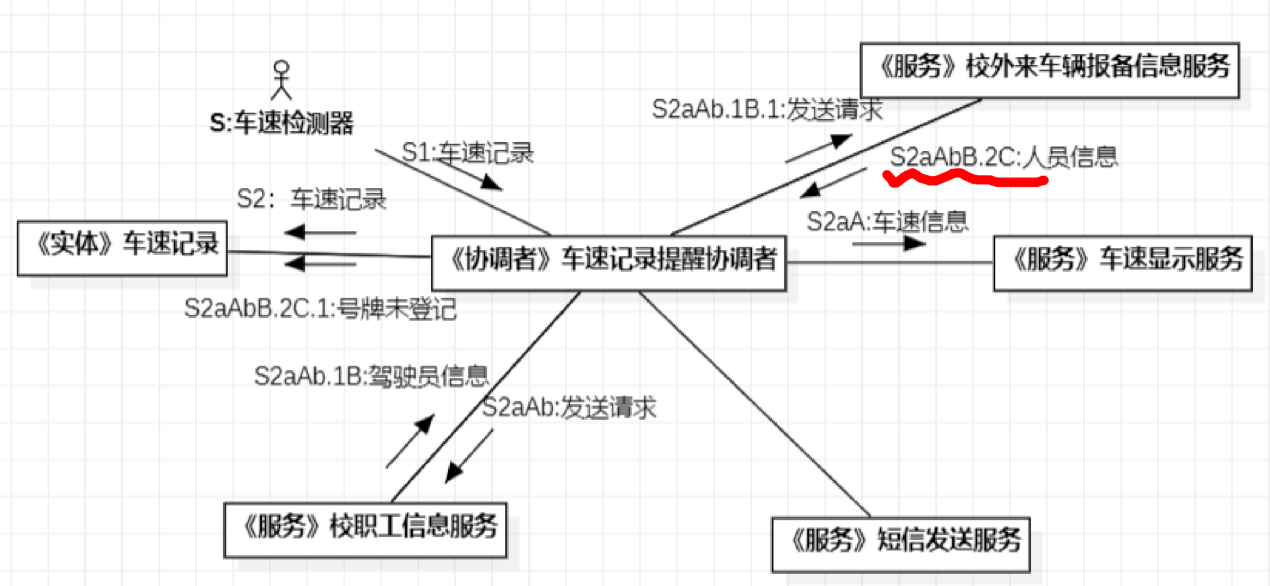 《服务》校外来车辆报备信息服务
S2aAb.1B.1:发送请求
S:车速检测器
S1:车速记录
S2aAbB.2C:人员信息
S2：车速记录
S2aA:车速信息
《实体》车速记录
《协调者》车速记录提醒协调者
《服务》车速显示服务
S2aAbB.2C.1:号牌未登记
S2aAb.1B:驾驶员信息
S2aAb:发送请求
《服务》校职工信息服务
《服务》短信发送服务